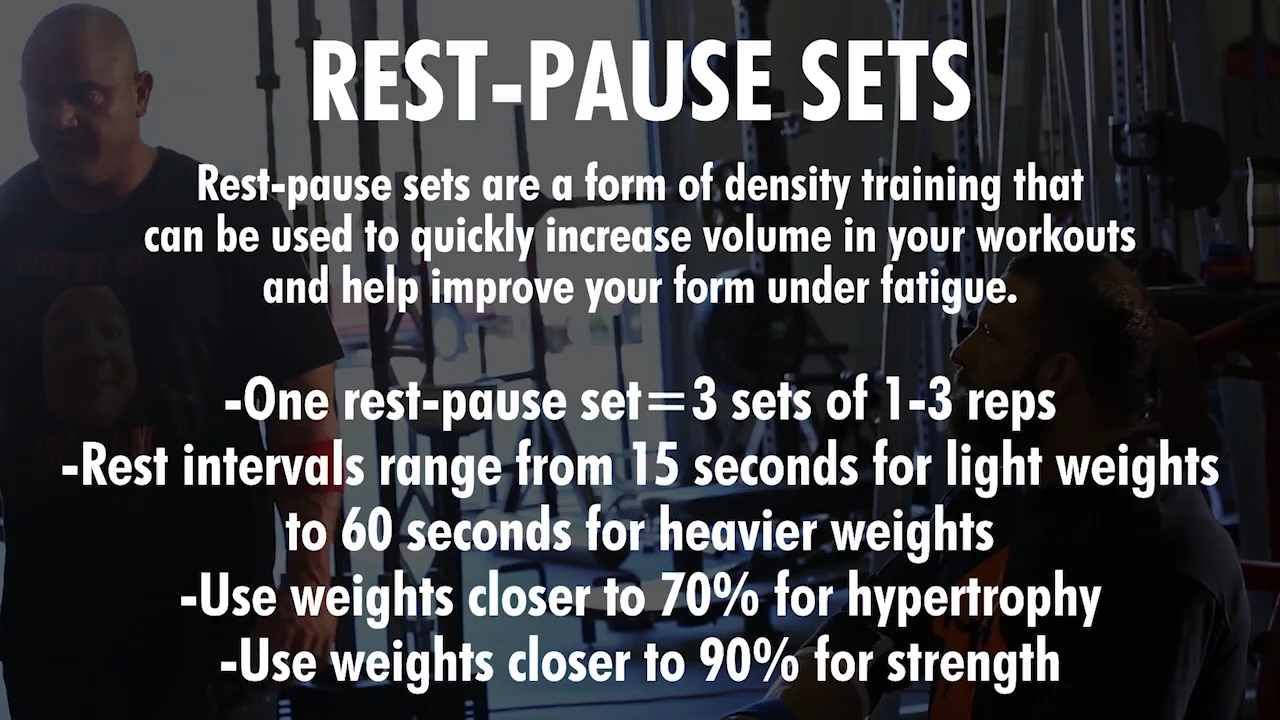 REST-PAUSE SETS
Rest-pause sets are a form of density training that
can be used to quickly increase volume in your workouts
and help improve your form under fatigue.
-One rest-pause set=3 sets of 1-3 reps
-Rest intervals range from 15 seconds for light weights
to 60 seconds for heavier weights
-Use weights closer to 70% for hypertrophy
-Use weights closer to 90% for strength